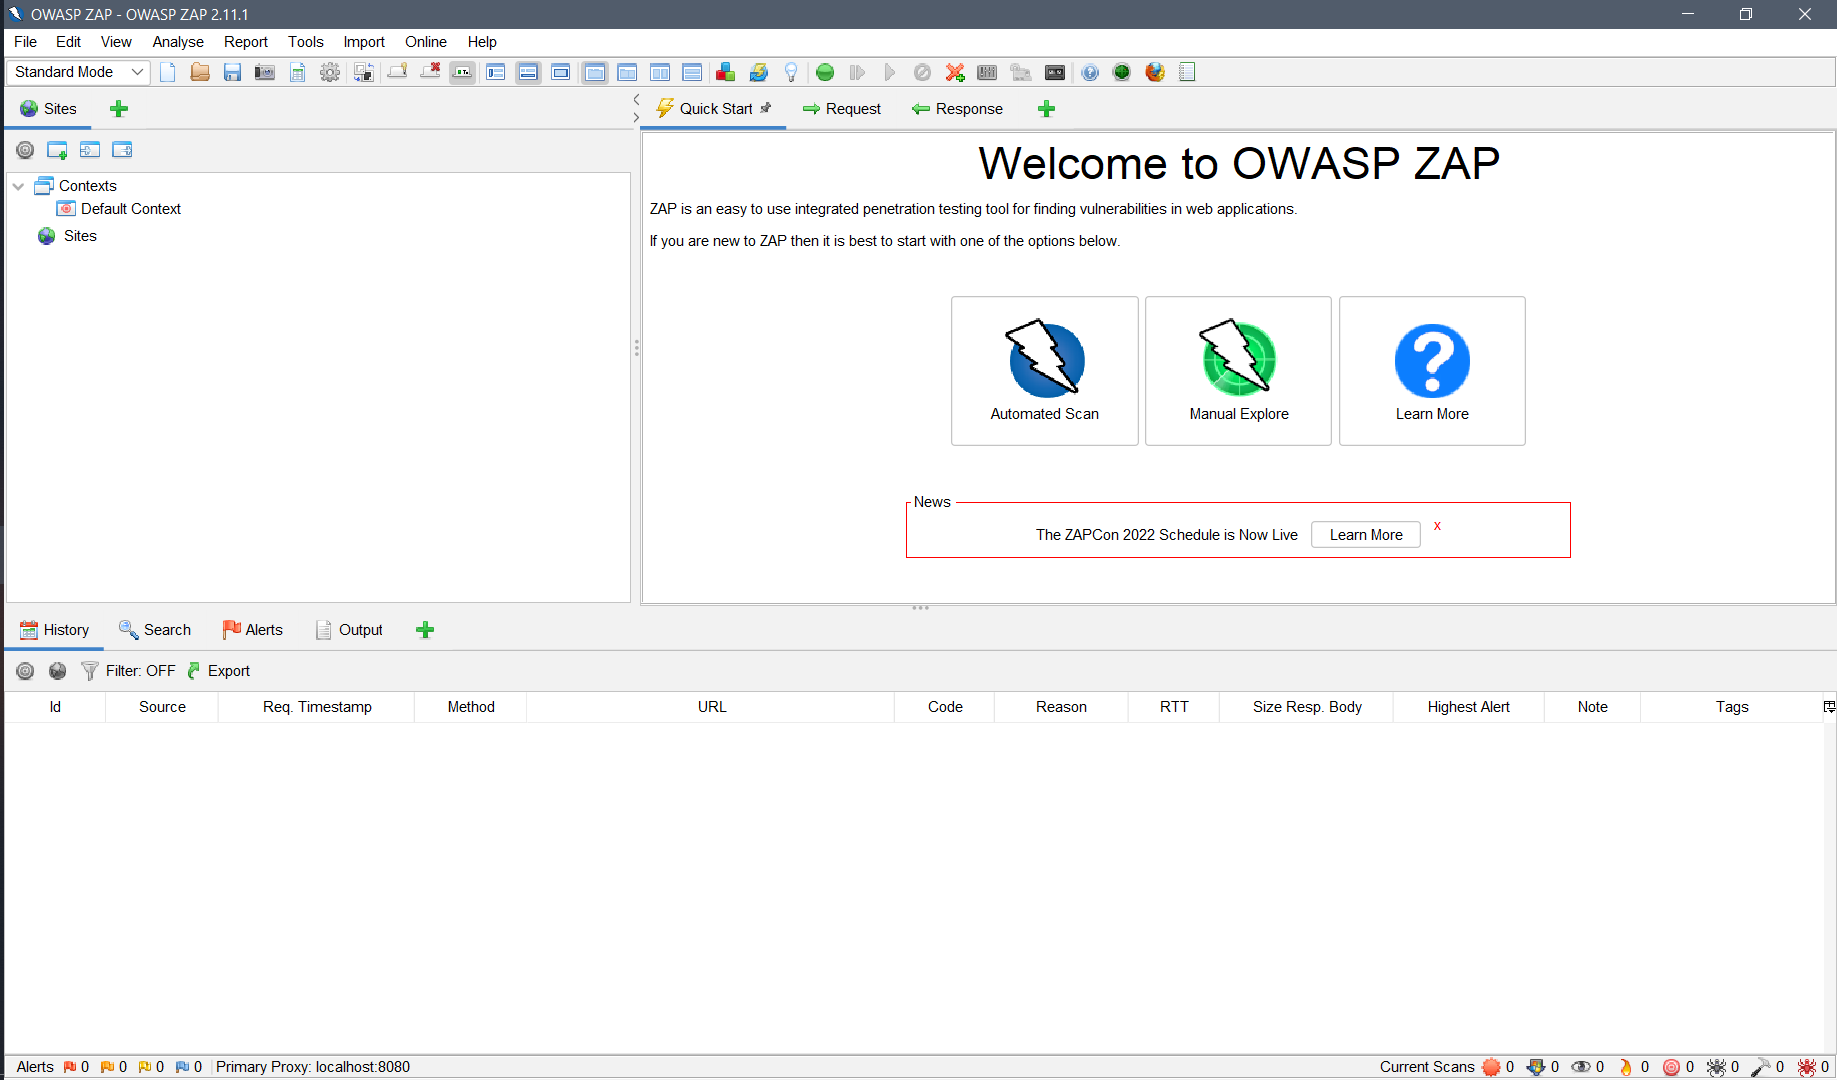 OWASP ZAP - OWASP ZAP 2.11.1
File Edit View Analyse Report Tools Import Online Help
Standard Mode
Sites
Quick Start Request Response
Contexts
Default Context
Sites
Welcome to OWASP ZAP
ZAP is an easy to use integrated penetration testing tool for finding vulnerabilities in web applications.
If you are new to ZAP then it is best to start with one of the options below.
Automated Scan Manual Explore Learn More
News
The ZAPCon 2022 Schedule is Now Live Learn More X
History Search Alerts Output
Filter: OFF Export
Id Source Req. Timestamp Method URL Code Reason RTT Size Resp. Body Highest Alert Note Tags
Alerts 0 0 0 0 Primary Proxy: localhost:8080 Current Scans 0 0 0 0 0 0 0 0